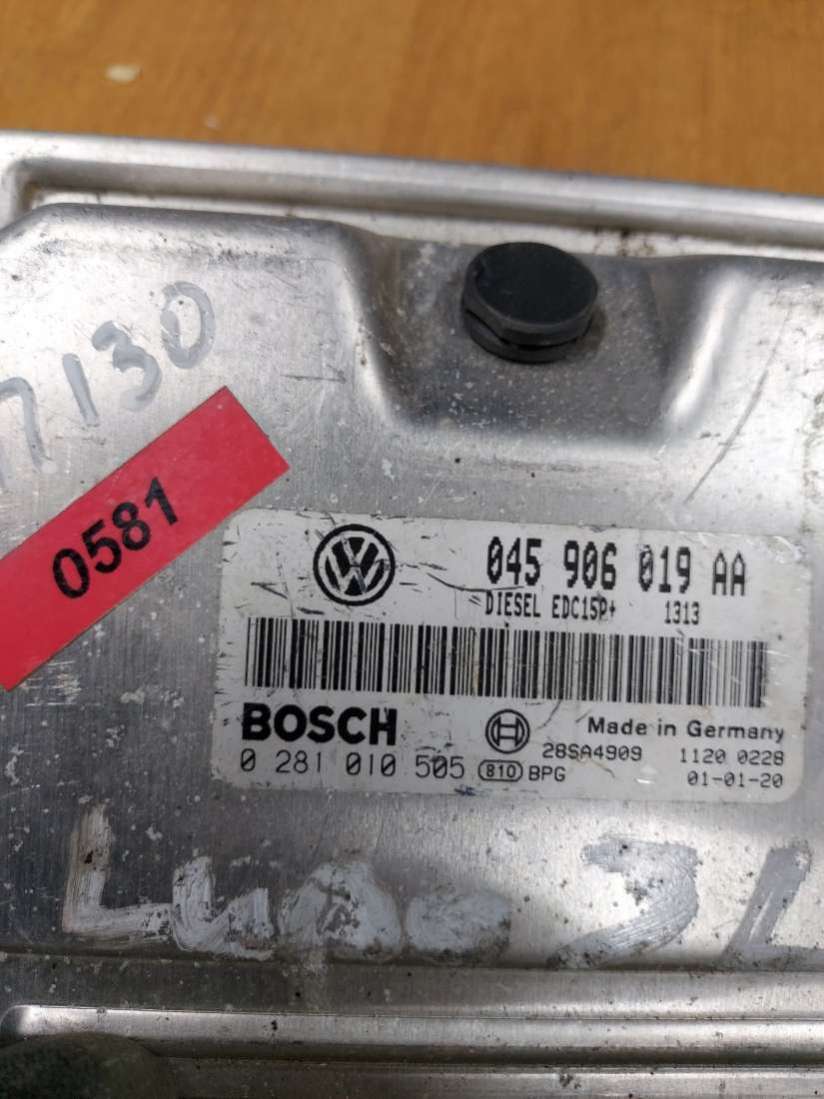 7130
0581
045 906 019 AA
DIESEL EDC15P+ 1313
BOSCH
Made in Germany
0 281 010 505 810 BPG
28SA4909 1120 0228
01-01-20